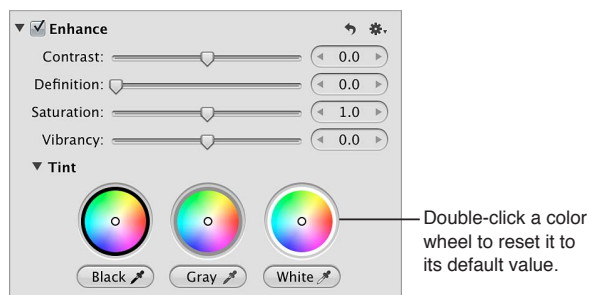 Enhance
Contrast: 0.0
Definition: 0.0
Saturation: 1.0
Vibrancy: 0.0
Tint
Black Gray White
Double-click a color
wheel to reset it to
its default value.